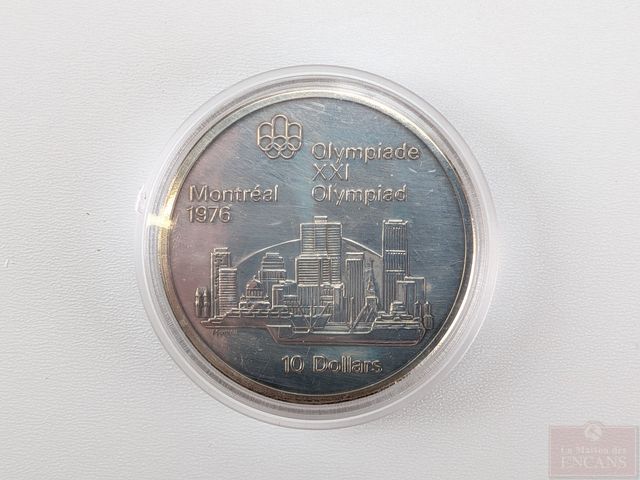 Olympiade
XXI
Olympiad
Montréal
1976
10 Dollars
La Maison des
ENCANS